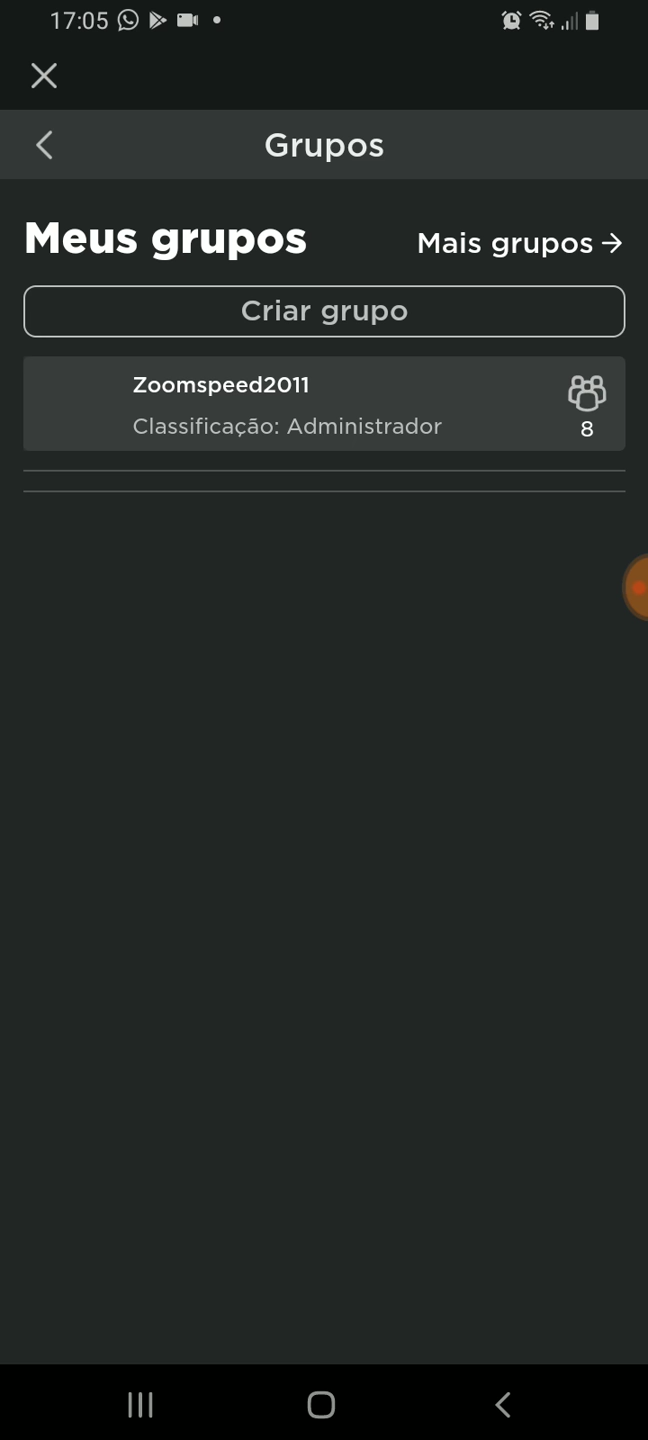 17:05
Grupos
Meus grupos
Mais grupos
Criar grupo
Zoomspeed2011
Classificação: Administrador
8